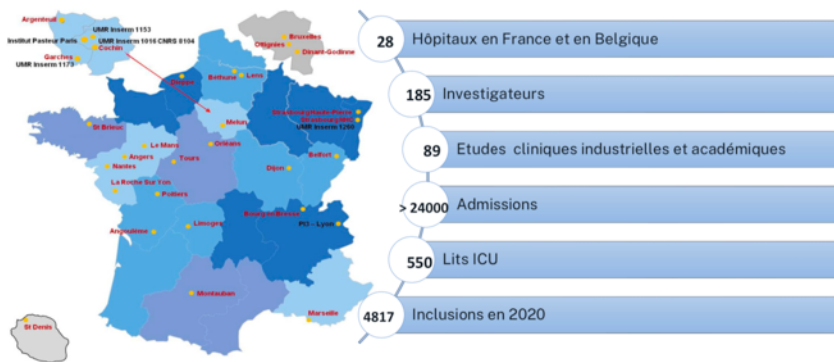 Argenteuil
UMR Inserm 1153
Institut Pasteur Paris
UMR Inserm 1016 CNRS 8104
Cochin
Garches
UMR Inserm 1173
Bruxelles
Ottignies
Dinant-Godinne
Béthune
Lens
Dieppe
Strasbourg Haute-Pierre
Strasbourg NHC
UMR Inserm 1260
Melun
St Brieuc
Le Mans
Orléans
Angers
Tours
Belfort
Nantes
Dijon
La Roche Sur Yon
Poitiers
Bourg en Bresse
Limoges
PCI – Lyon
Angoulême
Montauban
Marseille
St Denis
28 Hôpitaux en France et en Belgique
185 Investigateurs
89 Etudes cliniques industrielles et académiques
> 24000 Admissions
550 Lits ICU
4817 Inclusions en 2020